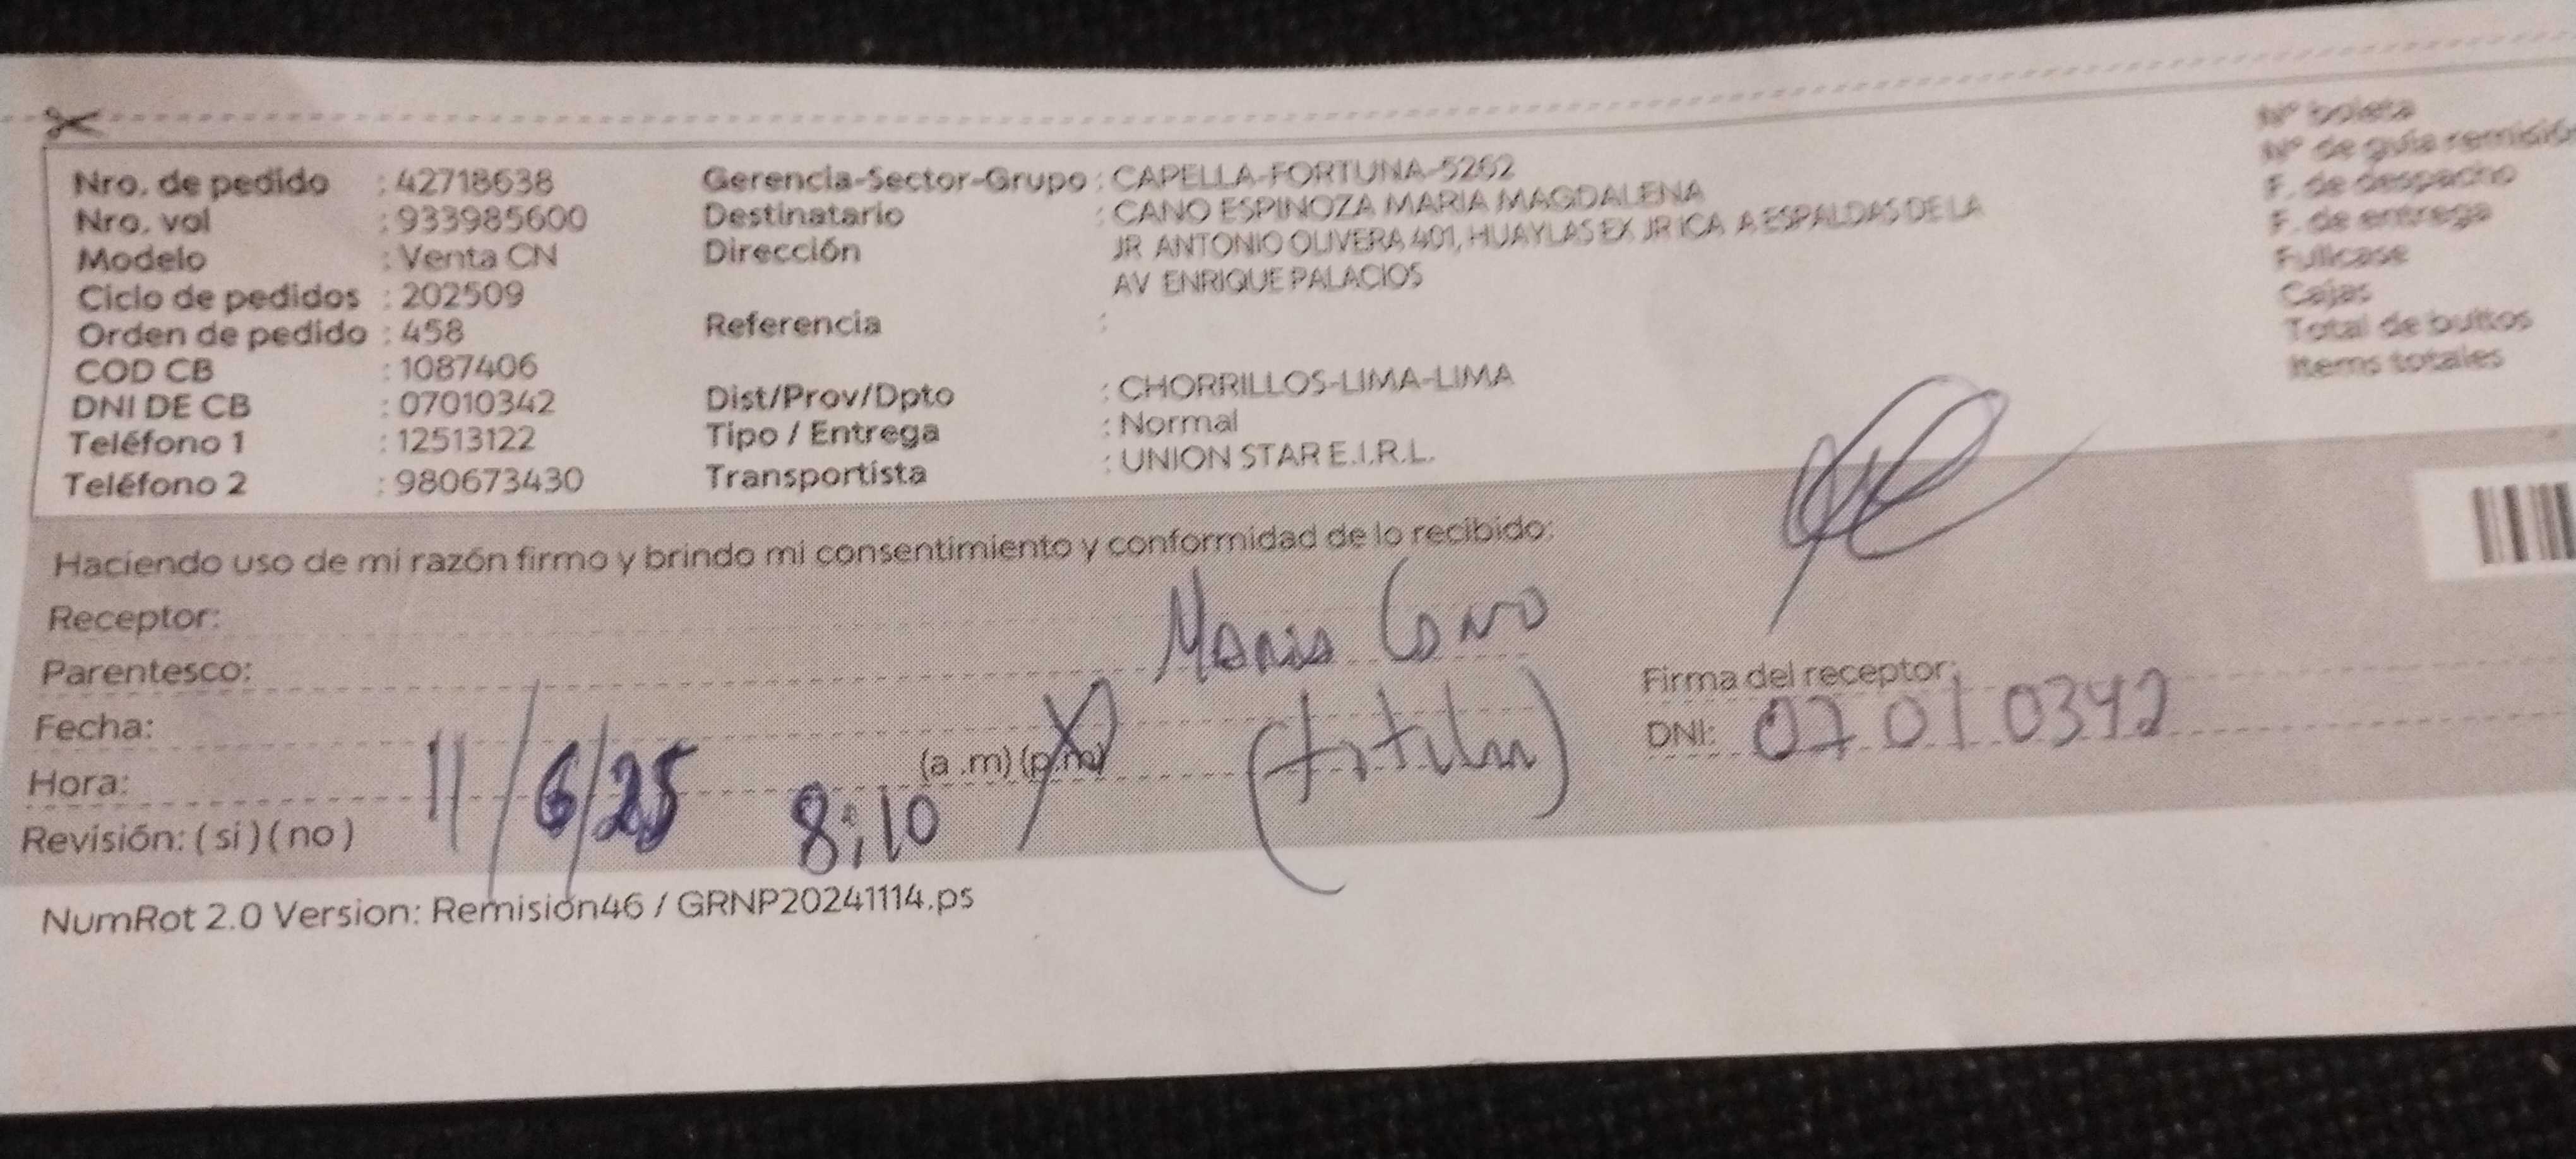 Nro. de pedido : 42718638
Nro. vol : 933985600
Modelo : Venta CN
Ciclo de pedidos : 202509
Orden de pedido : 458
COD CB : 1087406
DNI DE CB : 07010342
Teléfono 1 : 12513122
Teléfono 2 : 980673430
Gerencia-Sector-Grupo : CAPELLA-FORTUNA-5262
Destinatario : CANO ESPINOZA MARIA MAGDALENA
Dirección JR ANTONIO OLIVERA 401, HUAYLAS EX JR ICA A ESPALDAS DE LA
AV ENRIQUE PALACIOS
Referencia :
Dist/Prov/Dpto : CHORRILLOS-LIMA-LIMA
Tipo / Entrega : Normal
Transportista : UNION STAR E.I.R.L.
Nº boleta
Nº de guía remisió
F. de despacho
F. de entrega
Fullcase
Cajas
Total de bultos
Items totales
Haciendo uso de mi razón firmo y brindo mi consentimiento y conformidad de lo recibido:
Receptor: Maria Cano
Parentesco: (titular)
Fecha: 11/6/25
Hora: 8:10 (a.m) (p.m)
Revisión: (si) (no)
Firma del receptor:
DNI: 07010342
NumRot 2.0 Version: Remisión46 / GRNP20241114.ps